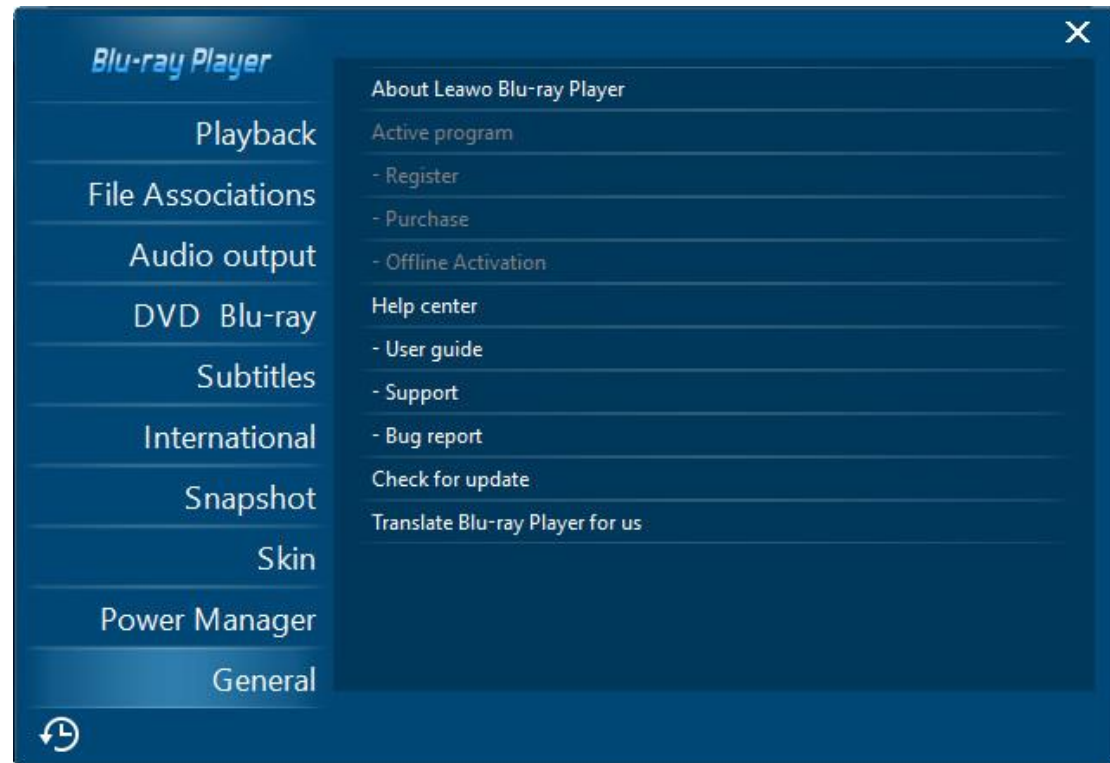 Blu-ray Player
Playback
File Associations
Audio output
DVD Blu-ray
Subtitles
International
Snapshot
Skin
Power Manager
General
About Leawo Blu-ray Player
Active program
- Register
- Purchase
- Offline Activation
Help center
- User guide
- Support
- Bug report
Check for update
Translate Blu-ray Player for us